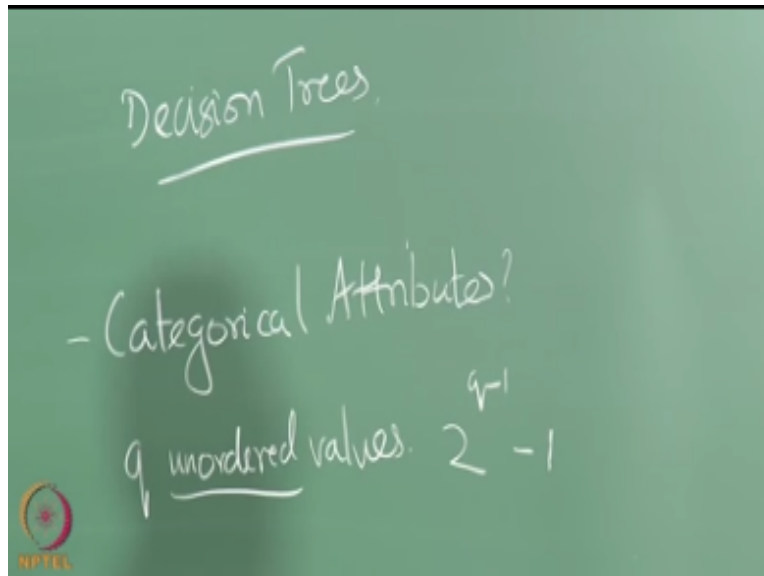 Decision Trees.
- Categorical Attributes?
q unordered values. 2^{q-1} - 1
NPTEL